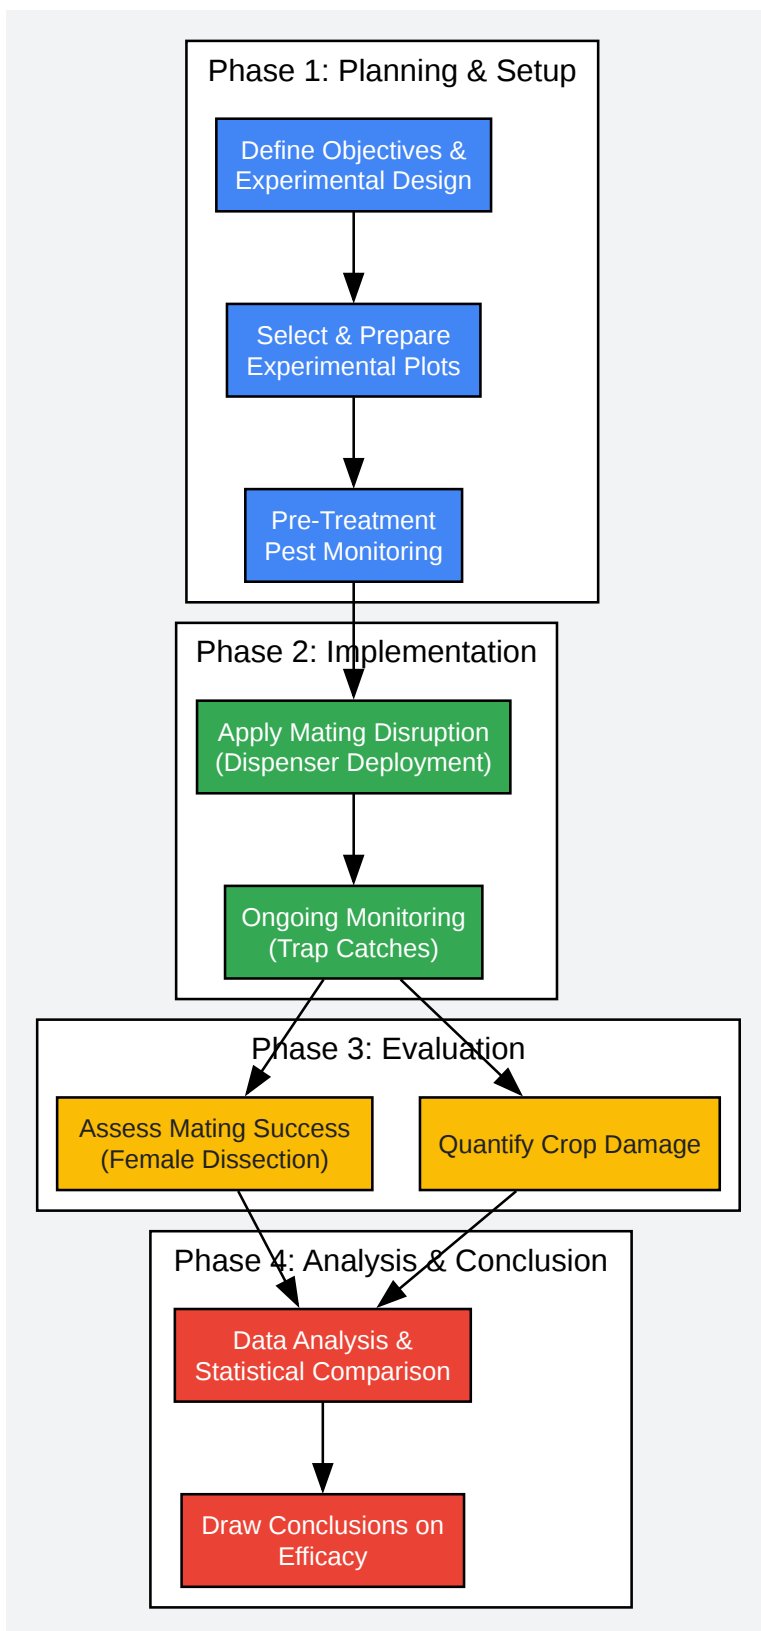 Phase 1: Planning & Setup
Define Objectives &
Experimental Design
Select & Prepare
Experimental Plots
Pre-Treatment
Pest Monitoring
Phase 2: Implementation
Apply Mating Disruption
(Dispenser Deployment)
Ongoing Monitoring
(Trap Catches)
Phase 3: Evaluation
Assess Mating Success
(Female Dissection)
Quantify Crop Damage
Phase 4: Analysis & Conclusion
Data Analysis &
Statistical Comparison
Draw Conclusions on
Efficacy